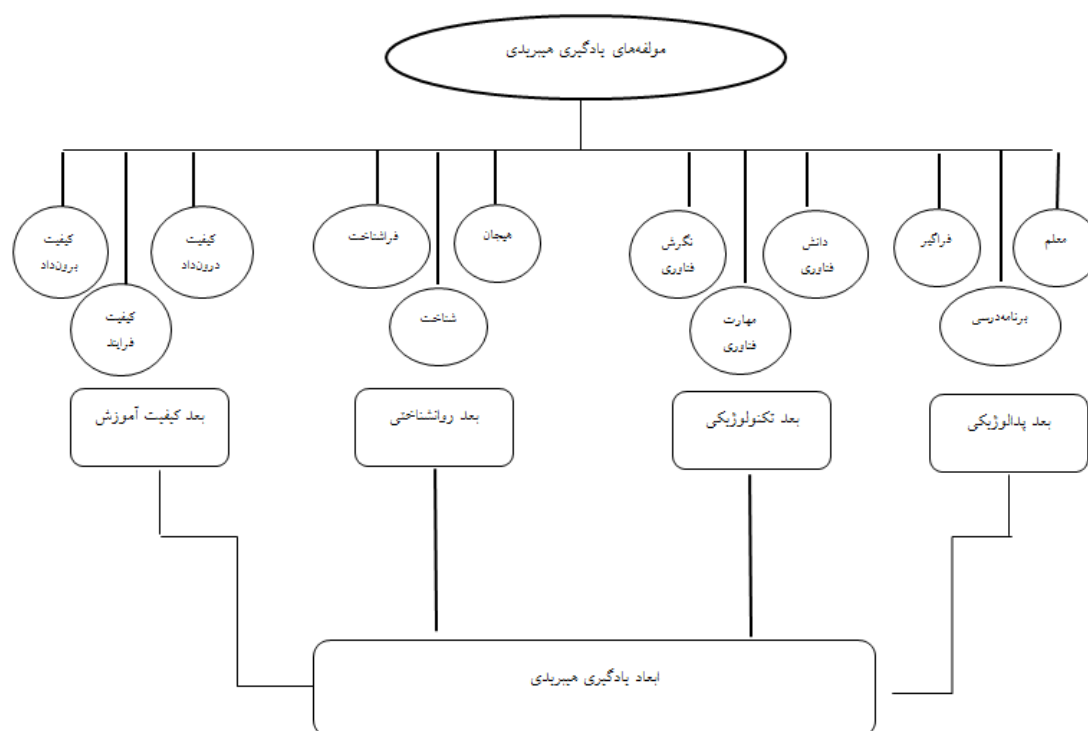 مولفه‌های یادگیری هیبریدی
معلم
فراگیر
برنامه‌درسی
دانش
فناوری
نگرش
فناوری
مهارت
فناوری
هیجان
فراشناخت
شناخت
کیفیت
درون‌داد
کیفیت
برون‌داد
کیفیت
فرایند
بعد پدالوژیکی
بعد تکنولوژیکی
بعد روانشناختی
بعد کیفیت آموزش
ابعاد یادگیری هیبریدی